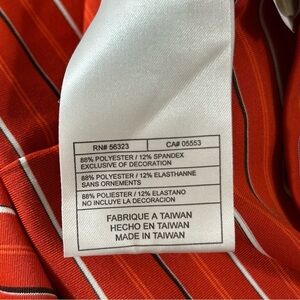 RN# 56323 CA# 05553
88% POLYESTER / 12% SPANDEX
EXCLUSIVE OF DECORATION
88% POLYESTER / 12% ELASTHANNE
SANS ORNEMENTS
88% POLIESTER / 12% ELASTANO
NO INCLUYE LA DECORACION
FABRIQUE A TAIWAN
HECHO EN TAIWAN
MADE IN TAIWAN